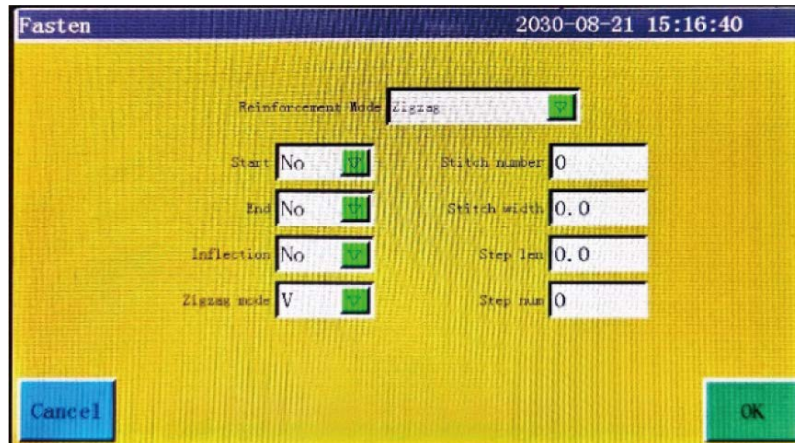 Fasten 2030-08-21 15:16:40
Reinforcement Mode Zigzag
Start No Stitch number 0
End No Stitch width 0.0
Inflection No Step len 0.0
Zigzag mode V Step num 0
Cancel OK